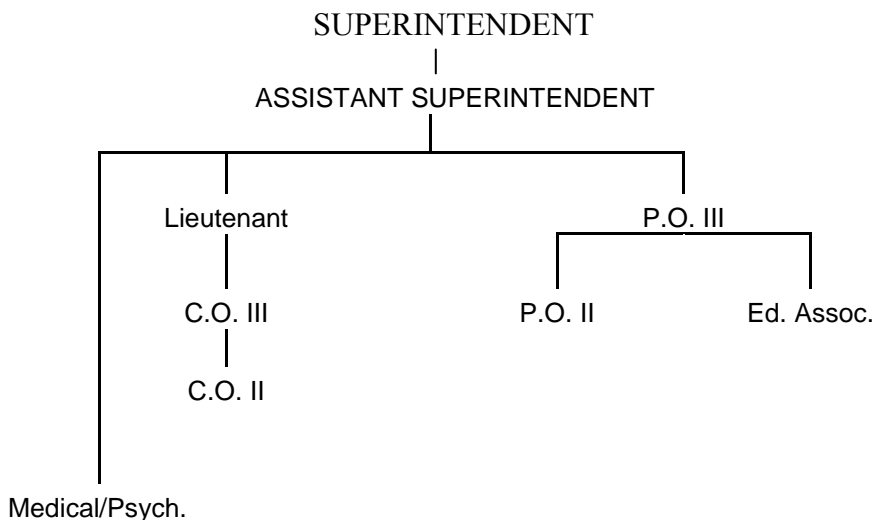 SUPERINTENDENT
ASSISTANT SUPERINTENDENT
Lieutenant
P.O. III
C.O. III
P.O. II
Ed. Assoc.
C.O. II
Medical/Psych.